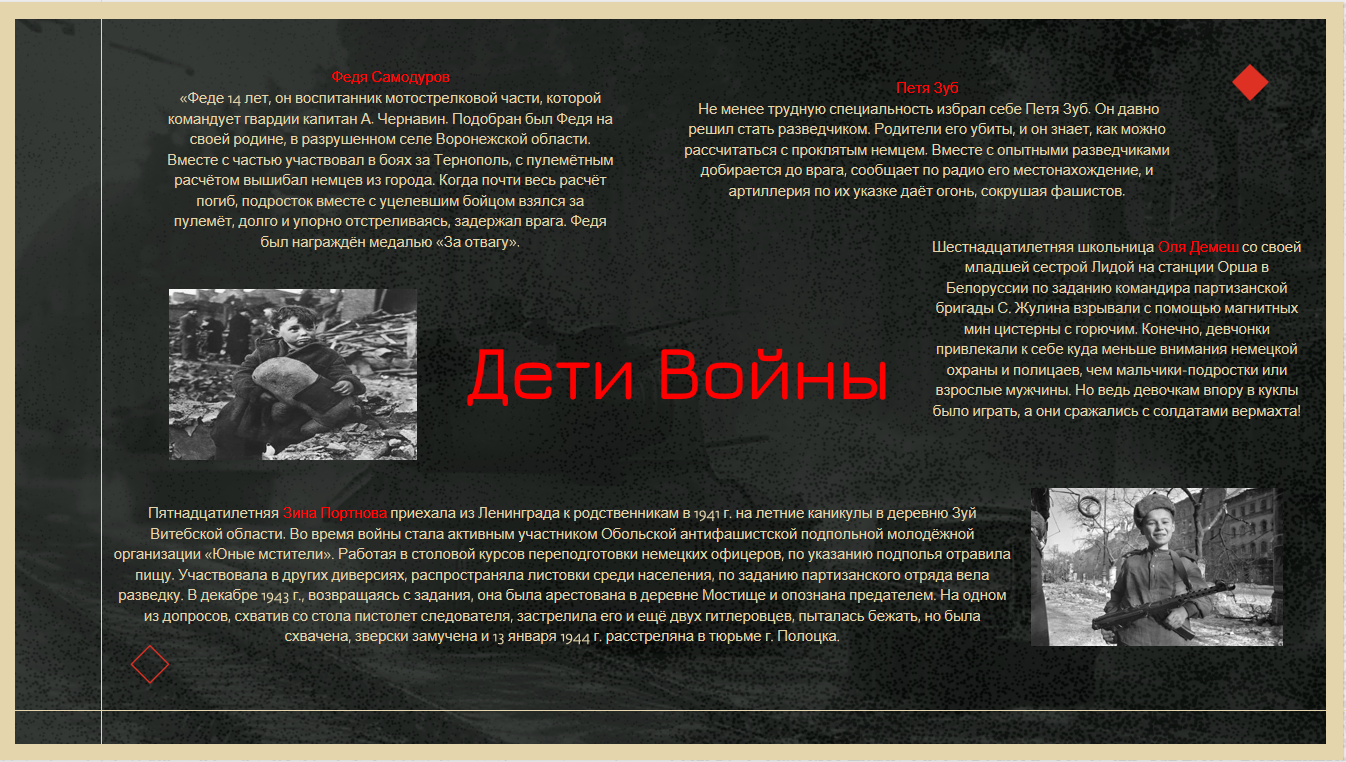 Федя Самодуров
«Феде 14 лет, он воспитанник мотострелковой части, которой
командует гвардии капитан А. Чернавин. Подобран был Федя на
своей родине, в разрушенном селе Воронежской области.
Вместе с частью участвовал в боях за Тернополь, с пулемётным
расчётом вышибал немцев из города. Когда почти весь расчёт
погиб, подросток вместе с уцелевшим бойцом взялся за
пулемёт, долго и упорно отстреливаясь, задержал врага. Федя
был награждён медалью «За отвагу».
Петя Зуб
Не менее трудную специальность избрал себе Петя Зуб. Он давно
решил стать разведчиком. Родители его убиты, и он знает, как можно
рассчитаться с проклятым немцем. Вместе с опытными разведчиками
добирается до врага, сообщает по радио его местонахождение, и
артиллерия по их указке даёт огонь, сокрушая фашистов.
Шестнадцатилетняя школьница Оля Демеш со своей
младшей сестрой Лидой на станции Орша в
Белоруссии по заданию командира партизанской
бригады С. Жулина взрывали с помощью магнитных
мин цистерны с горючим. Конечно, девчонки
привлекали к себе куда меньше внимания немецкой
охраны и полицаев, чем мальчики-подростки или
взрослые мужчины. Но ведь девочкам впору в куклы
было играть, а они сражались с солдатами вермахта!
Дети Войны
Пятнадцатилетняя Зина Портнова приехала из Ленинграда к родственникам в 1941 г. на летние каникулы в деревню Зуй
Витебской области. Во время войны стала активным участником Обольской антифашистской подпольной молодёжной
организации «Юные мстители». Работая в столовой курсов переподготовки немецких офицеров, по указанию подполья отравила
пищу. Участвовала в других диверсиях, распространяла листовки среди населения, по заданию партизанского отряда вела
разведку. В декабре 1943 г., возвращаясь с задания, она была арестована в деревне Мостище и опознана предателем. На одном
из допросов, схватив со стола пистолет следователя, застрелила его и ещё двух гитлеровцев, пыталась бежать, но была
схвачена, зверски замучена и 13 января 1944 г. расстреляна в тюрьме г. Полоцка.